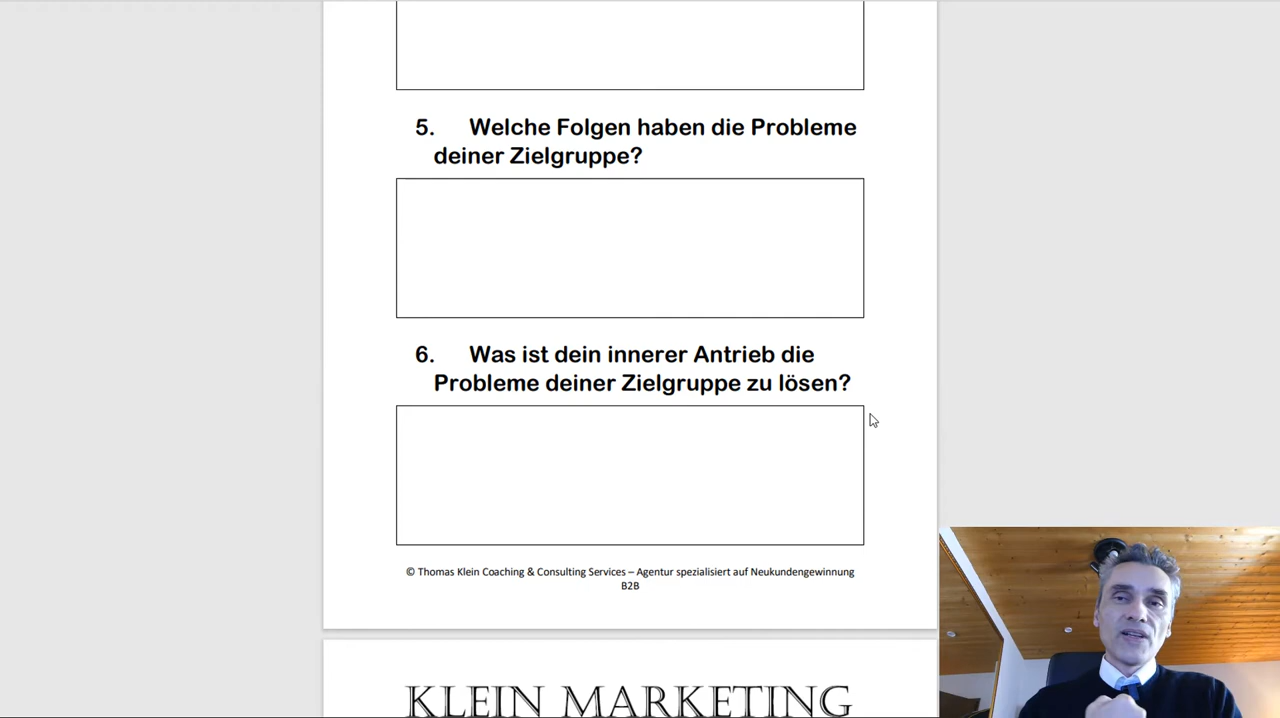 5. Welche Folgen haben die Probleme
deiner Zielgruppe?
6. Was ist dein innerer Antrieb die
Probleme deiner Zielgruppe zu lösen?
© Thomas Klein Coaching & Consulting Services – Agentur spezialisiert auf Neukundengewinnung
B2B
KLEIN MARKETING